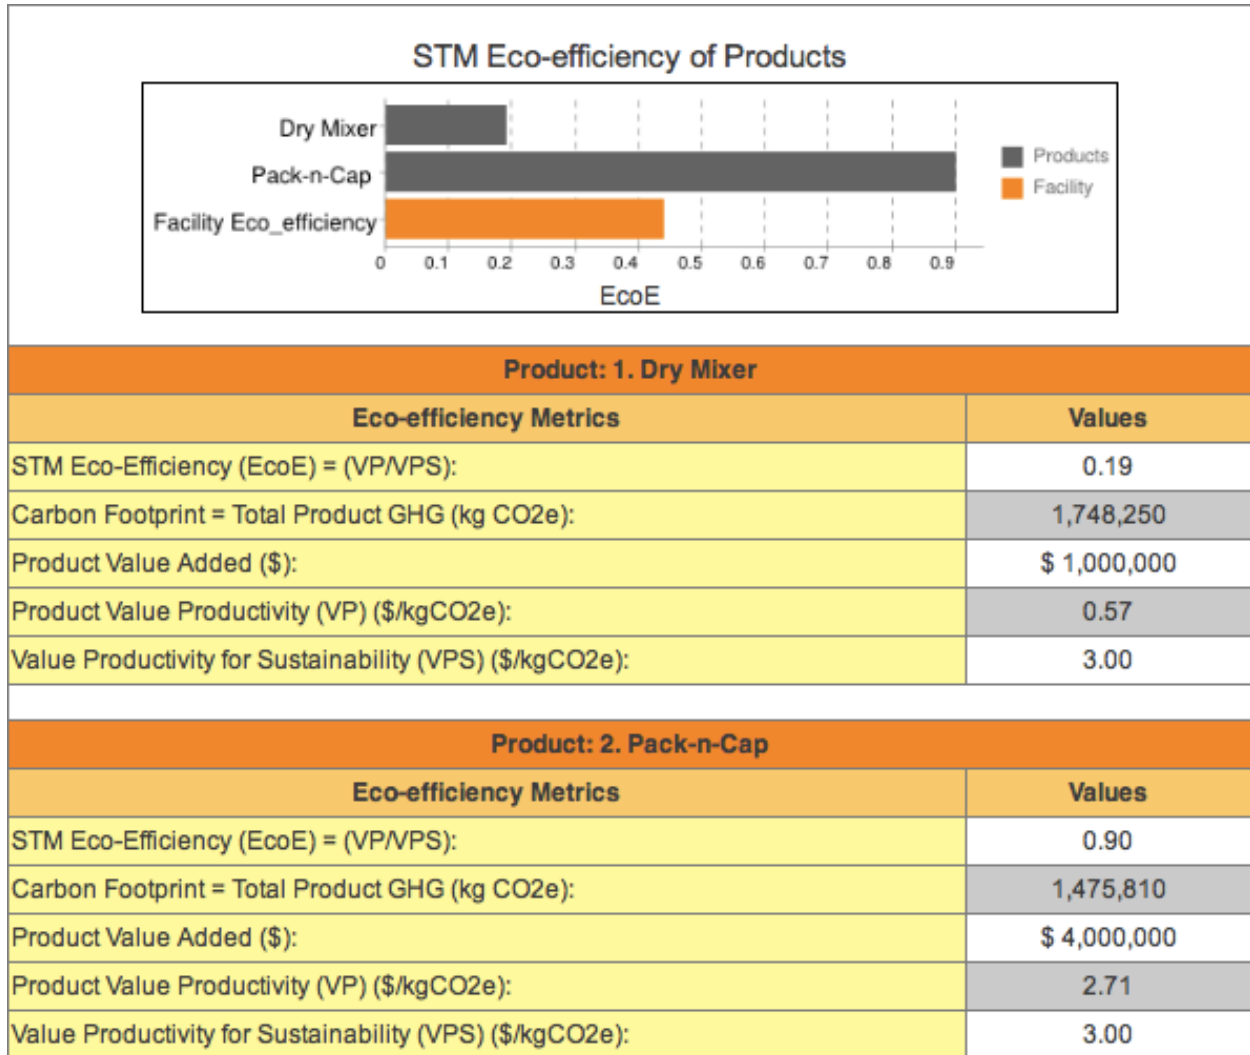 STM Eco-efficiency of Products
Dry Mixer
Pack-n-Cap
Facility Eco_efficiency
Products
Facility
0 0.1 0.2 0.3 0.4 0.5 0.6 0.7 0.8 0.9
EcoE
Product: 1. Dry Mixer
Eco-efficiency Metrics Values
STM Eco-Efficiency (EcoE) = (VP/VPS): 0.19
Carbon Footprint = Total Product GHG (kg CO2e): 1,748,250
Product Value Added ($): $ 1,000,000
Product Value Productivity (VP) ($/kgCO2e): 0.57
Value Productivity for Sustainability (VPS) ($/kgCO2e): 3.00
Product: 2. Pack-n-Cap
Eco-efficiency Metrics Values
STM Eco-Efficiency (EcoE) = (VP/VPS): 0.90
Carbon Footprint = Total Product GHG (kg CO2e): 1,475,810
Product Value Added ($): $ 4,000,000
Product Value Productivity (VP) ($/kgCO2e): 2.71
Value Productivity for Sustainability (VPS) ($/kgCO2e): 3.00